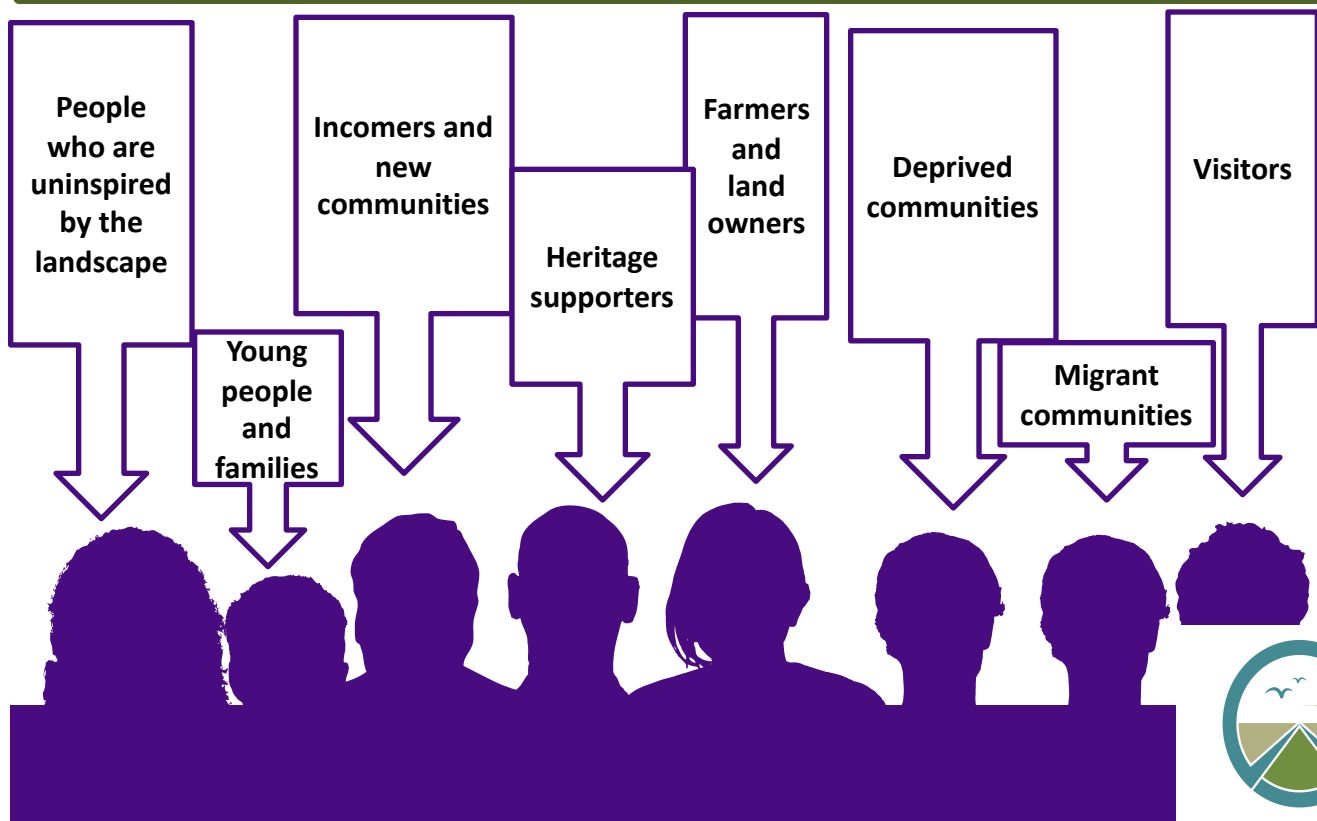 People
who are
uninspired
by the
landscape
Young
people
and
families
Incomers and
new
communities
Heritage
supporters
Farmers
and
land
owners
Deprived
communities
Migrant
communities
Visitors